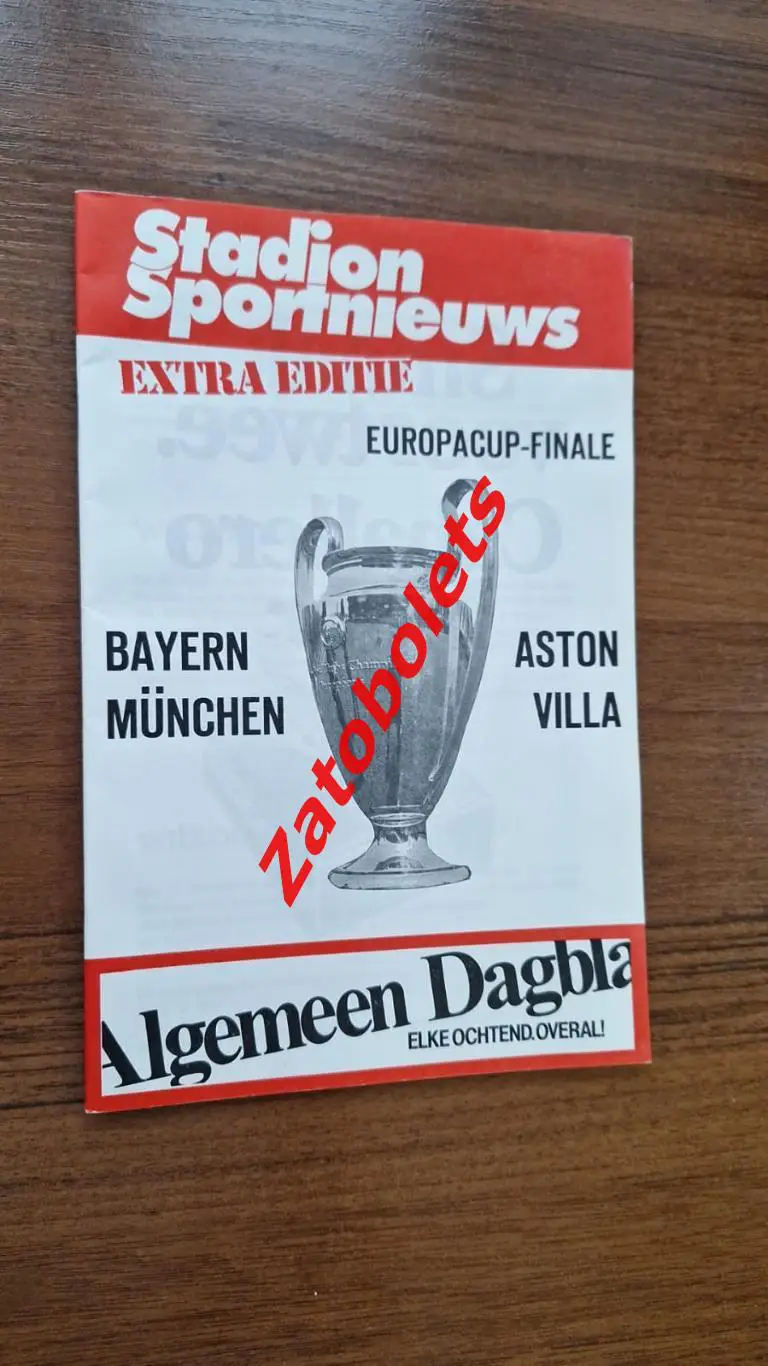 Stadion
Sportnieuws
EXTRA EDITIE
EUROPACUP-FINALE
BAYERN
MÜNCHEN
ASTON
VILLA
Zatobolets
Algemeen Dagbla
ELKE OCHTEND. OVERAL!